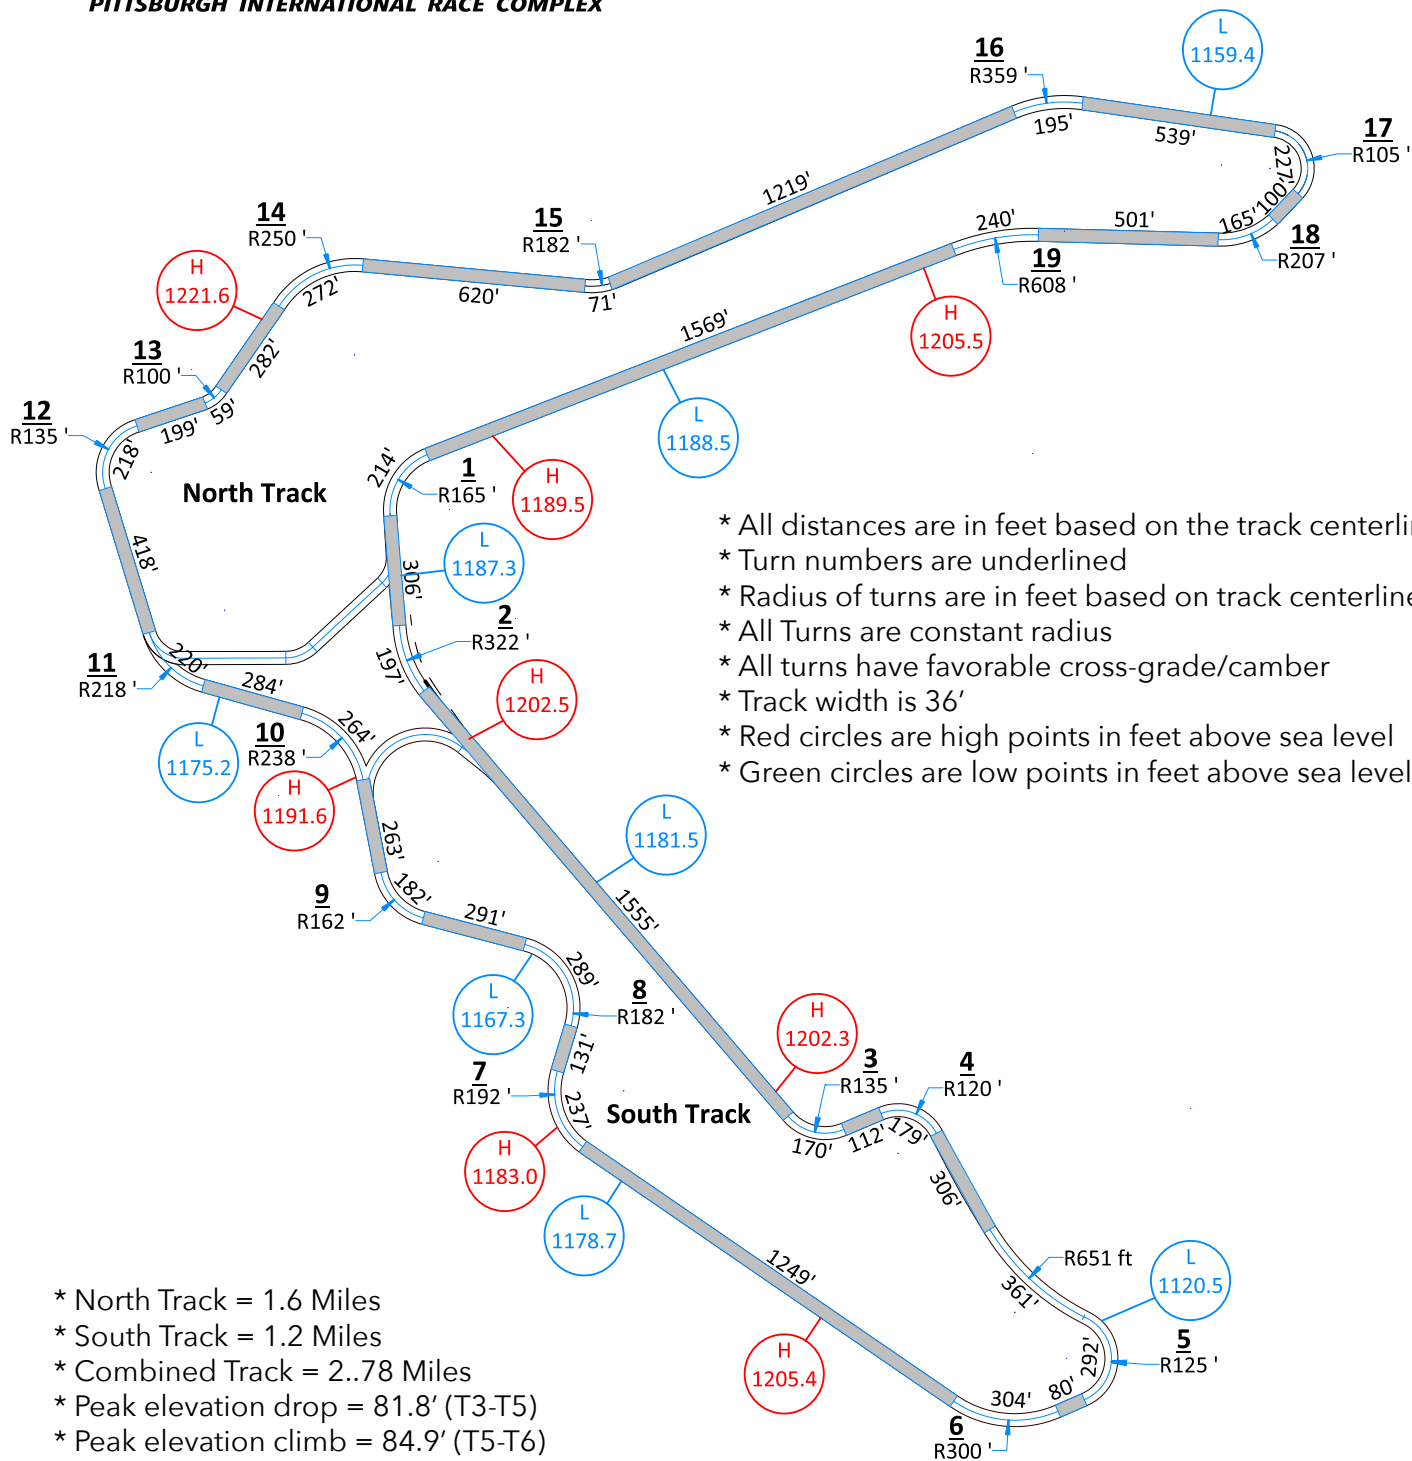 PITTSBURGH INTERNATIONAL RACE COMPLEX
16
R359 '
195'
L
1159.4
539'
17
R105 '
227'
100'
165'
18
R207 '
501'
240'
19
R608 '
1219'
15
R182 '
71'
620'
14
R250 '
272'
H
1221.6
282'
13
R100 '
59'
199'
12
R135 '
218'
North Track
418'
1569'
H
1205.5
L
1188.5
H
1189.5
214'
1
R165 '
L
1187.3
306'
2
R322 '
197'
H
1202.5
11
R218 '
220'
284'
L
1175.2
10
R238 '
264'
H
1191.6
263'
9
R162 '
182'
291'
L
1167.3
289'
8
R182 '
131'
7
R192 '
237'
H
1183.0
L
1178.7
South Track
L
1181.5
1555'
H
1202.3
3
R135 '
170'
112'
4
R120 '
179'
306'
R651 ft
361'
L
1120.5
5
R125 '
292'
80'
304'
6
R300 '
1249'
H
1205.4
* All distances are in feet based on the track centerli
* Turn numbers are underlined
* Radius of turns are in feet based on track centerline
* All Turns are constant radius
* All turns have favorable cross-grade/camber
* Track width is 36’
* Red circles are high points in feet above sea level
* Green circles are low points in feet above sea level
* North Track = 1.6 Miles
* South Track = 1.2 Miles
* Combined Track = 2..78 Miles
* Peak elevation drop = 81.8’ (T3-T5)
* Peak elevation climb = 84.9’ (T5-T6)